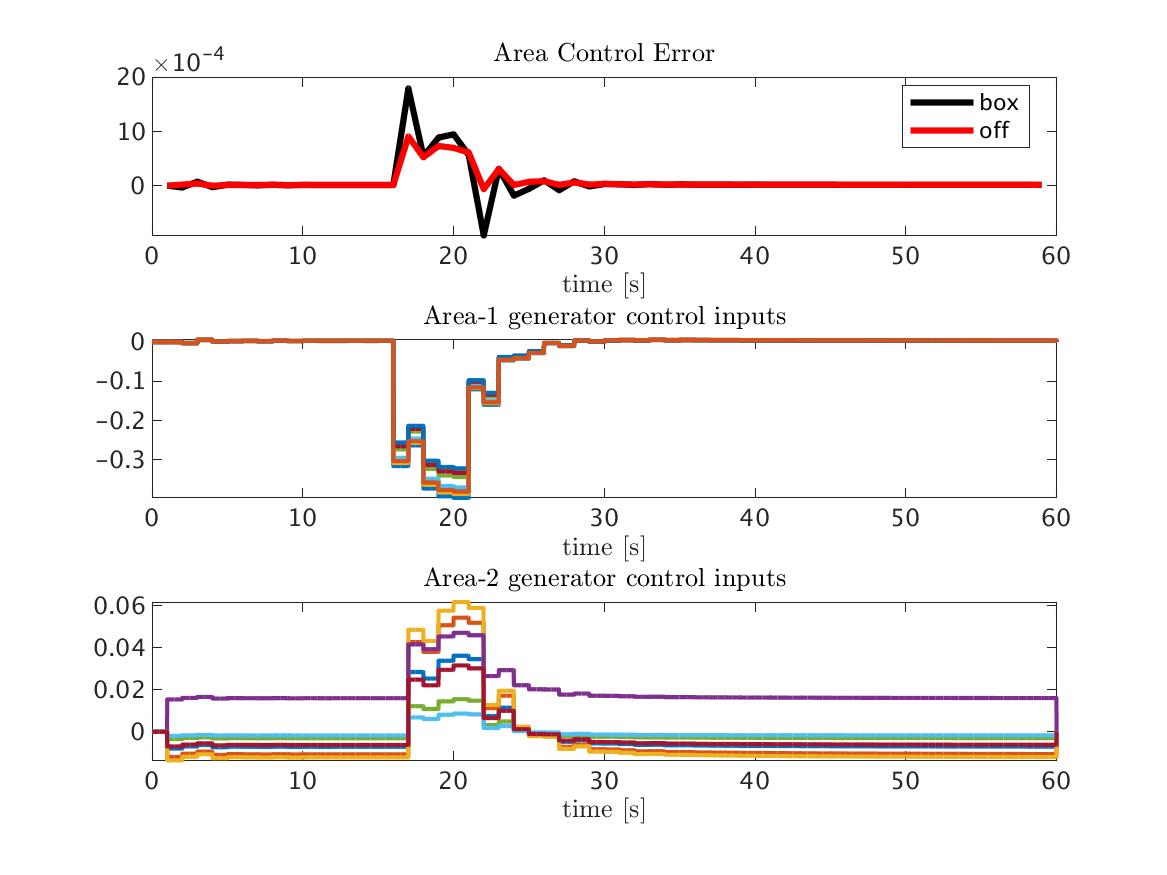 Area Control Error
×10⁻⁴
20
10
0
box
off
0 10 20 30 40 50 60
time [s]
Area-1 generator control inputs
0
−0.1
−0.2
−0.3
0 10 20 30 40 50 60
time [s]
Area-2 generator control inputs
0.06
0.04
0.02
0
0 10 20 30 40 50 60
time [s]